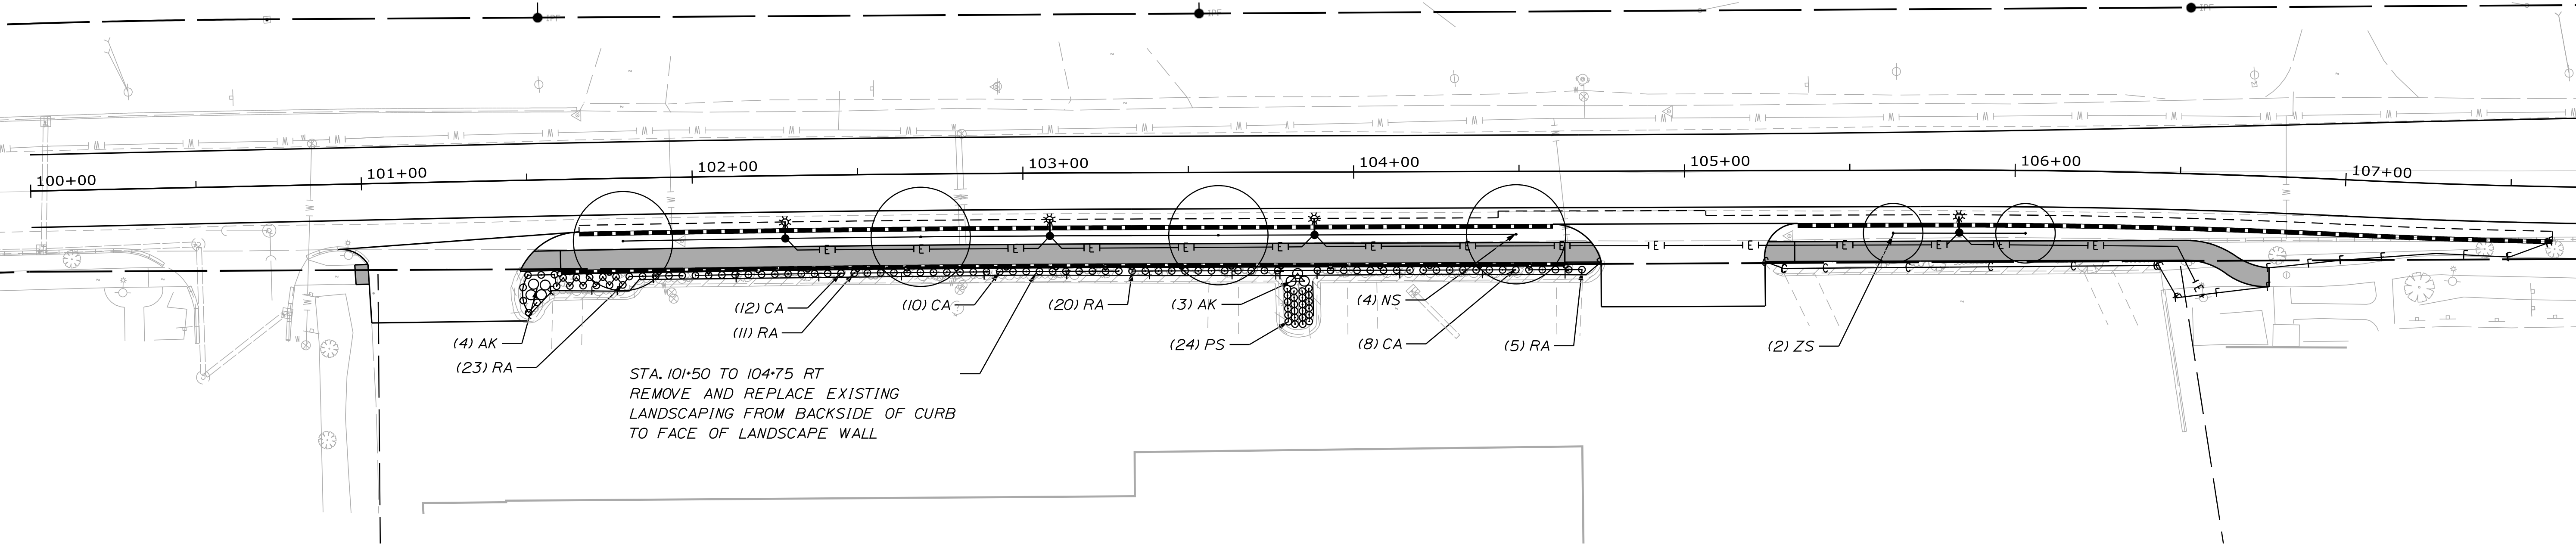 IPF
IPF
IPF
100+00
101+00
102+00
103+00
104+00
105+00
106+00
107+00
(12) CA
(10) CA
(20) RA
(3) AK
(4) NS
(11) RA
(4) AK
(24) PS
(8) CA
(5) RA
(2) ZS
(23) RA
STA. 101+50 TO 104+75 RT
REMOVE AND REPLACE EXISTING
LANDSCAPING FROM BACKSIDE OF CURB
TO FACE OF LANDSCAPE WALL